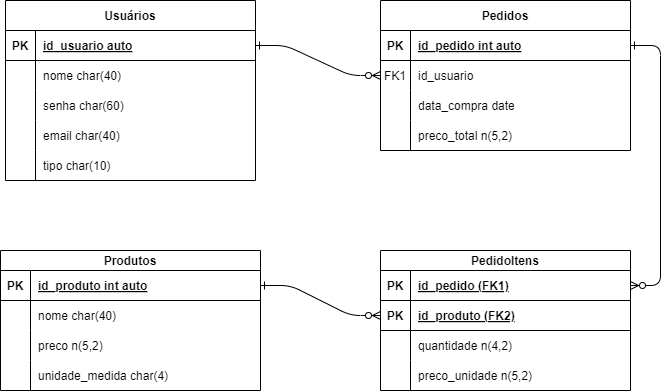 Usuários
PK id_usuario auto
nome char(40)
senha char(60)
email char(40)
tipo char(10)
Pedidos
PK id_pedido int auto
FK1 id_usuario
data_compra date
preco_total n(5,2)
Produtos
PK id_produto int auto
nome char(40)
preco n(5,2)
unidade_medida char(4)
PedidoItens
PK id_pedido (FK1)
PK id_produto (FK2)
quantidade n(4,2)
preco_unidade n(5,2)